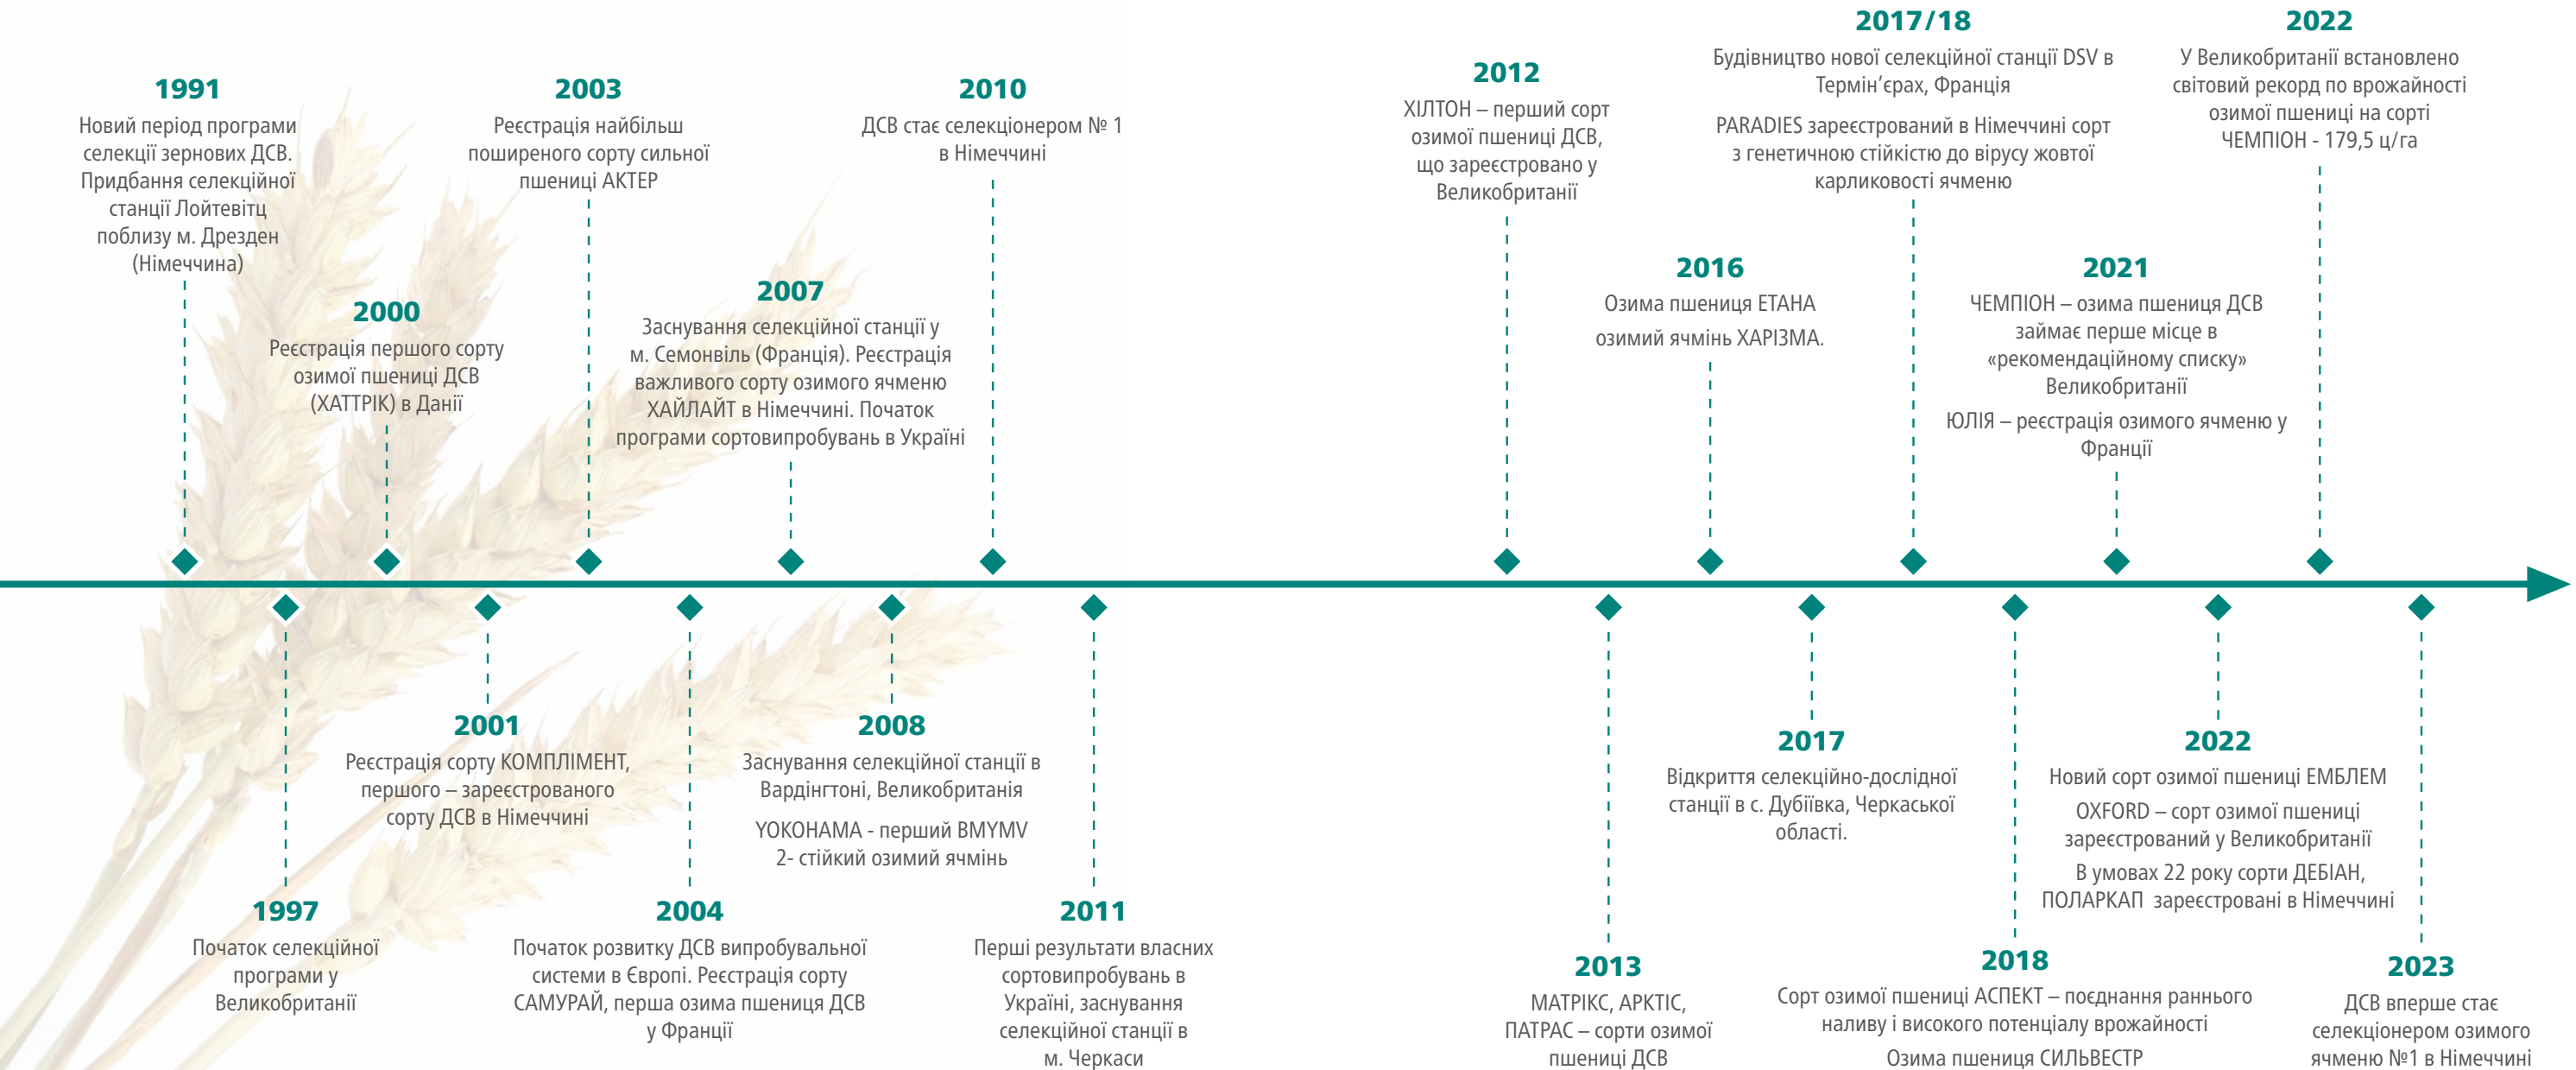 1991
Новий період програми
селекції зернових ДСВ.
Придбання селекційної
станції Лойтевітц
поблизу м. Дрезден
(Німеччина)
1997
Початок селекційної
програми у
Великобританії
2000
Реєстрація першого сорту
озимої пшениці ДСВ
(ХАТТРІК) в Данії
2001
Реєстрація сорту КОМПЛІМЕНТ,
першого – зареєстрованого
сорту ДСВ в Німеччині
2003
Реєстрація найбільш
поширеного сорту сильної
пшениці АКТЕР
2004
Початок розвитку ДСВ випробувальної
системи в Європі. Реєстрація сорту
САМУРАЙ, перша озима пшениця ДСВ
у Франції
2007
Заснування селекційної станції у
м. Семонвіль (Франція). Реєстрація
важливого сорту озимого ячменю
ХАЙЛАЙТ в Німеччині. Початок
програми сортовипробувань в Україні
2008
Заснування селекційної станції в
Вардінгтоні, Великобританія
YOKOHAMA - перший BMYMV
2- стійкий озимий ячмінь
2010
ДСВ стає селекціонером № 1
в Німеччині
2011
Перші результати власних
сортовипробувань в
Україні, заснування
селекційної станції в
м. Черкаси
2012
ХІЛТОН – перший сорт
озимої пшениці ДСВ,
що зареєстровано у
Великобританії
2013
МАТРІКС, АРКТІС,
ПАТРАС – сорти озимої
пшениці ДСВ
2016
Озима пшениця ЕТАНА
озимий ячмінь ХАРІЗМА.
2017
Відкриття селекційно-дослідної
станції в с. Дубіївка, Черкаської
області.
2017/18
Будівництво нової селекційної станції DSV в
Термін’єрах, Франція
PARADIES зареєстрований в Німеччині сорт
з генетичною стійкістю до вірусу жовтої
карликовості ячменю
2018
Сорт озимої пшениці АСПЕКТ – поєднання раннього
наливу і високого потенціалу врожайності
Озима пшениця СИЛЬВЕСТР
2021
ЧЕМПІОН – озима пшениця ДСВ
займає перше місце в
«рекомендаційному списку»
Великобританії
ЮЛІЯ – реєстрація озимого ячменю у
Франції
2022
Новий сорт озимої пшениці ЕМБЛЕМ
OXFORD – сорт озимої пшениці
зареєстрований у Великобританії
В умовах 22 року сорти ДЕБІАН,
ПОЛАРКАП зареєстровані в Німеччині
2022
У Великобританії встановлено
світовий рекорд по врожайності
озимої пшениці на сорті
ЧЕМПІОН - 179,5 ц/га
2023
ДСВ вперше стає
селекціонером озимого
ячменю №1 в Німеччині